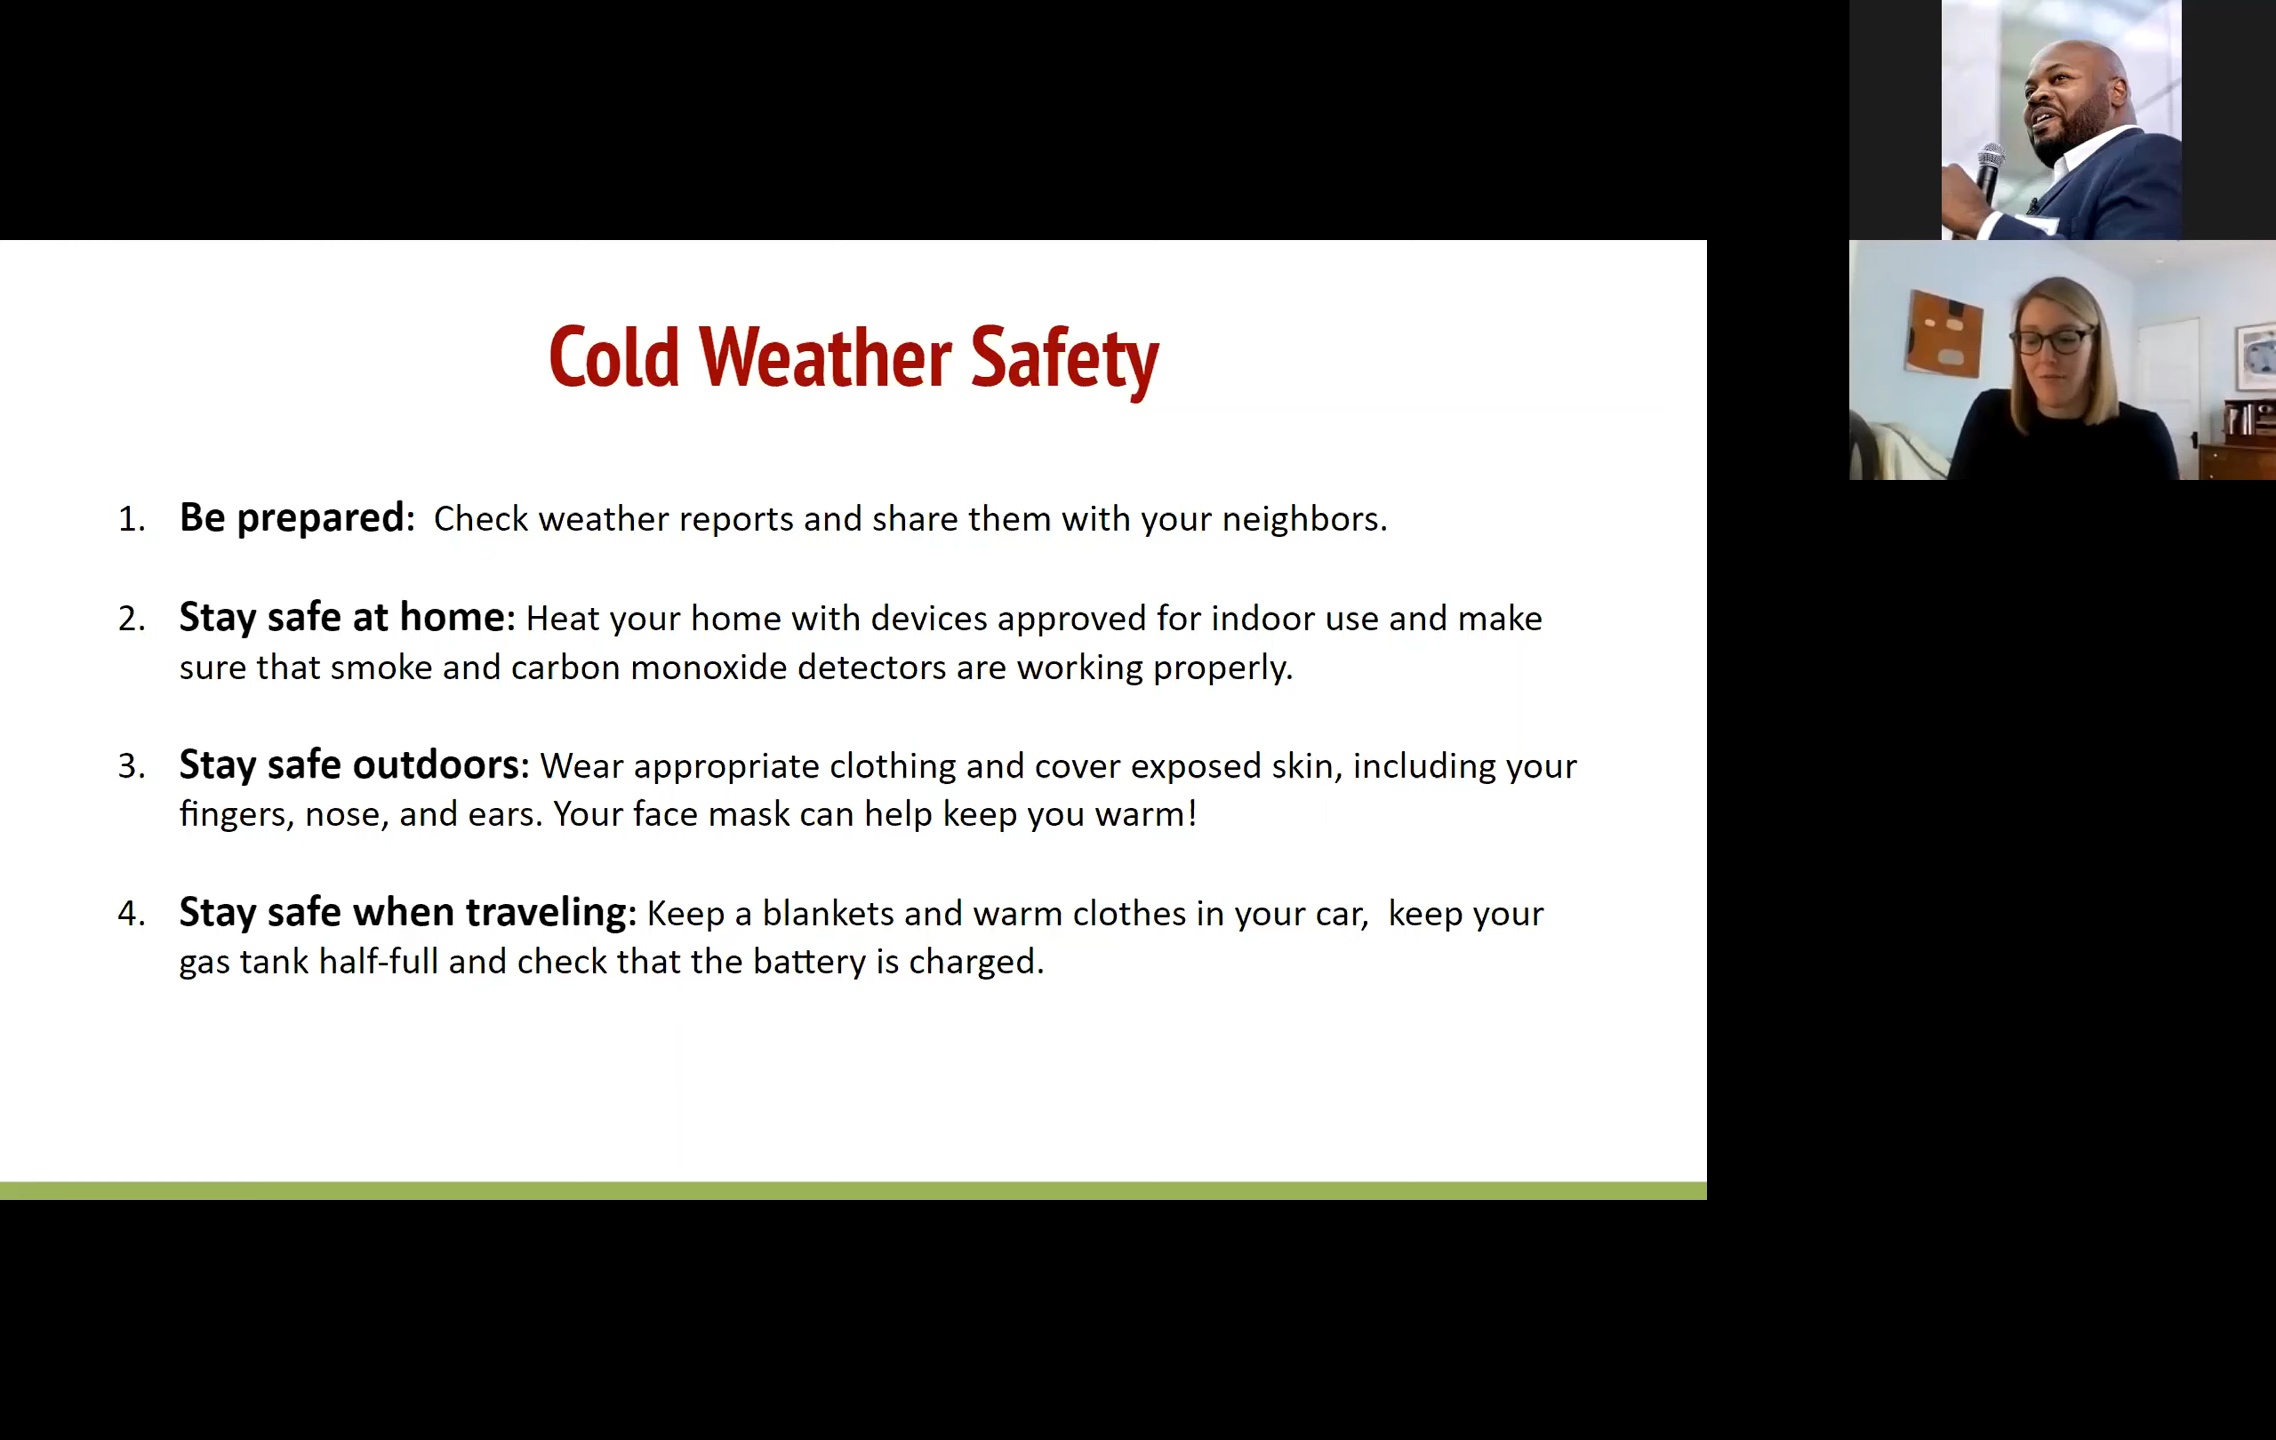 Cold Weather Safety
1. Be prepared:  Check weather reports and share them with your neighbors.
2. Stay safe at home: Heat your home with devices approved for indoor use and make
sure that smoke and carbon monoxide detectors are working properly.
3. Stay safe outdoors: Wear appropriate clothing and cover exposed skin, including your
fingers, nose, and ears. Your face mask can help keep you warm!
4. Stay safe when traveling: Keep a blankets and warm clothes in your car,  keep your
gas tank half-full and check that the battery is charged.